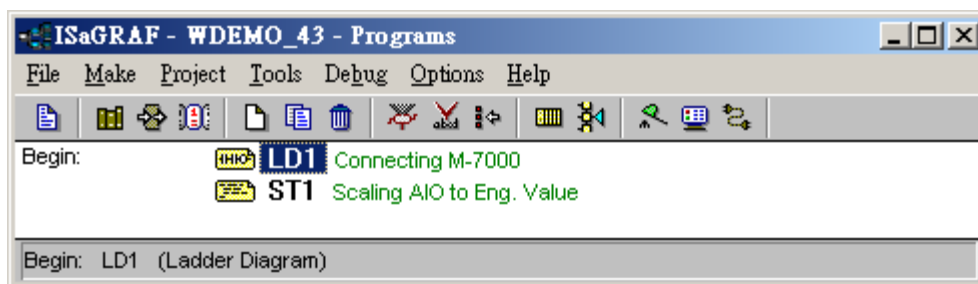 ISaGRAF - WDEMO_43 - Programs
File Make Project Tools Debug Options Help
Begin: LD1 Connecting M-7000
ST1 Scaling AIO to Eng. Value
Begin: LD1 (Ladder Diagram)